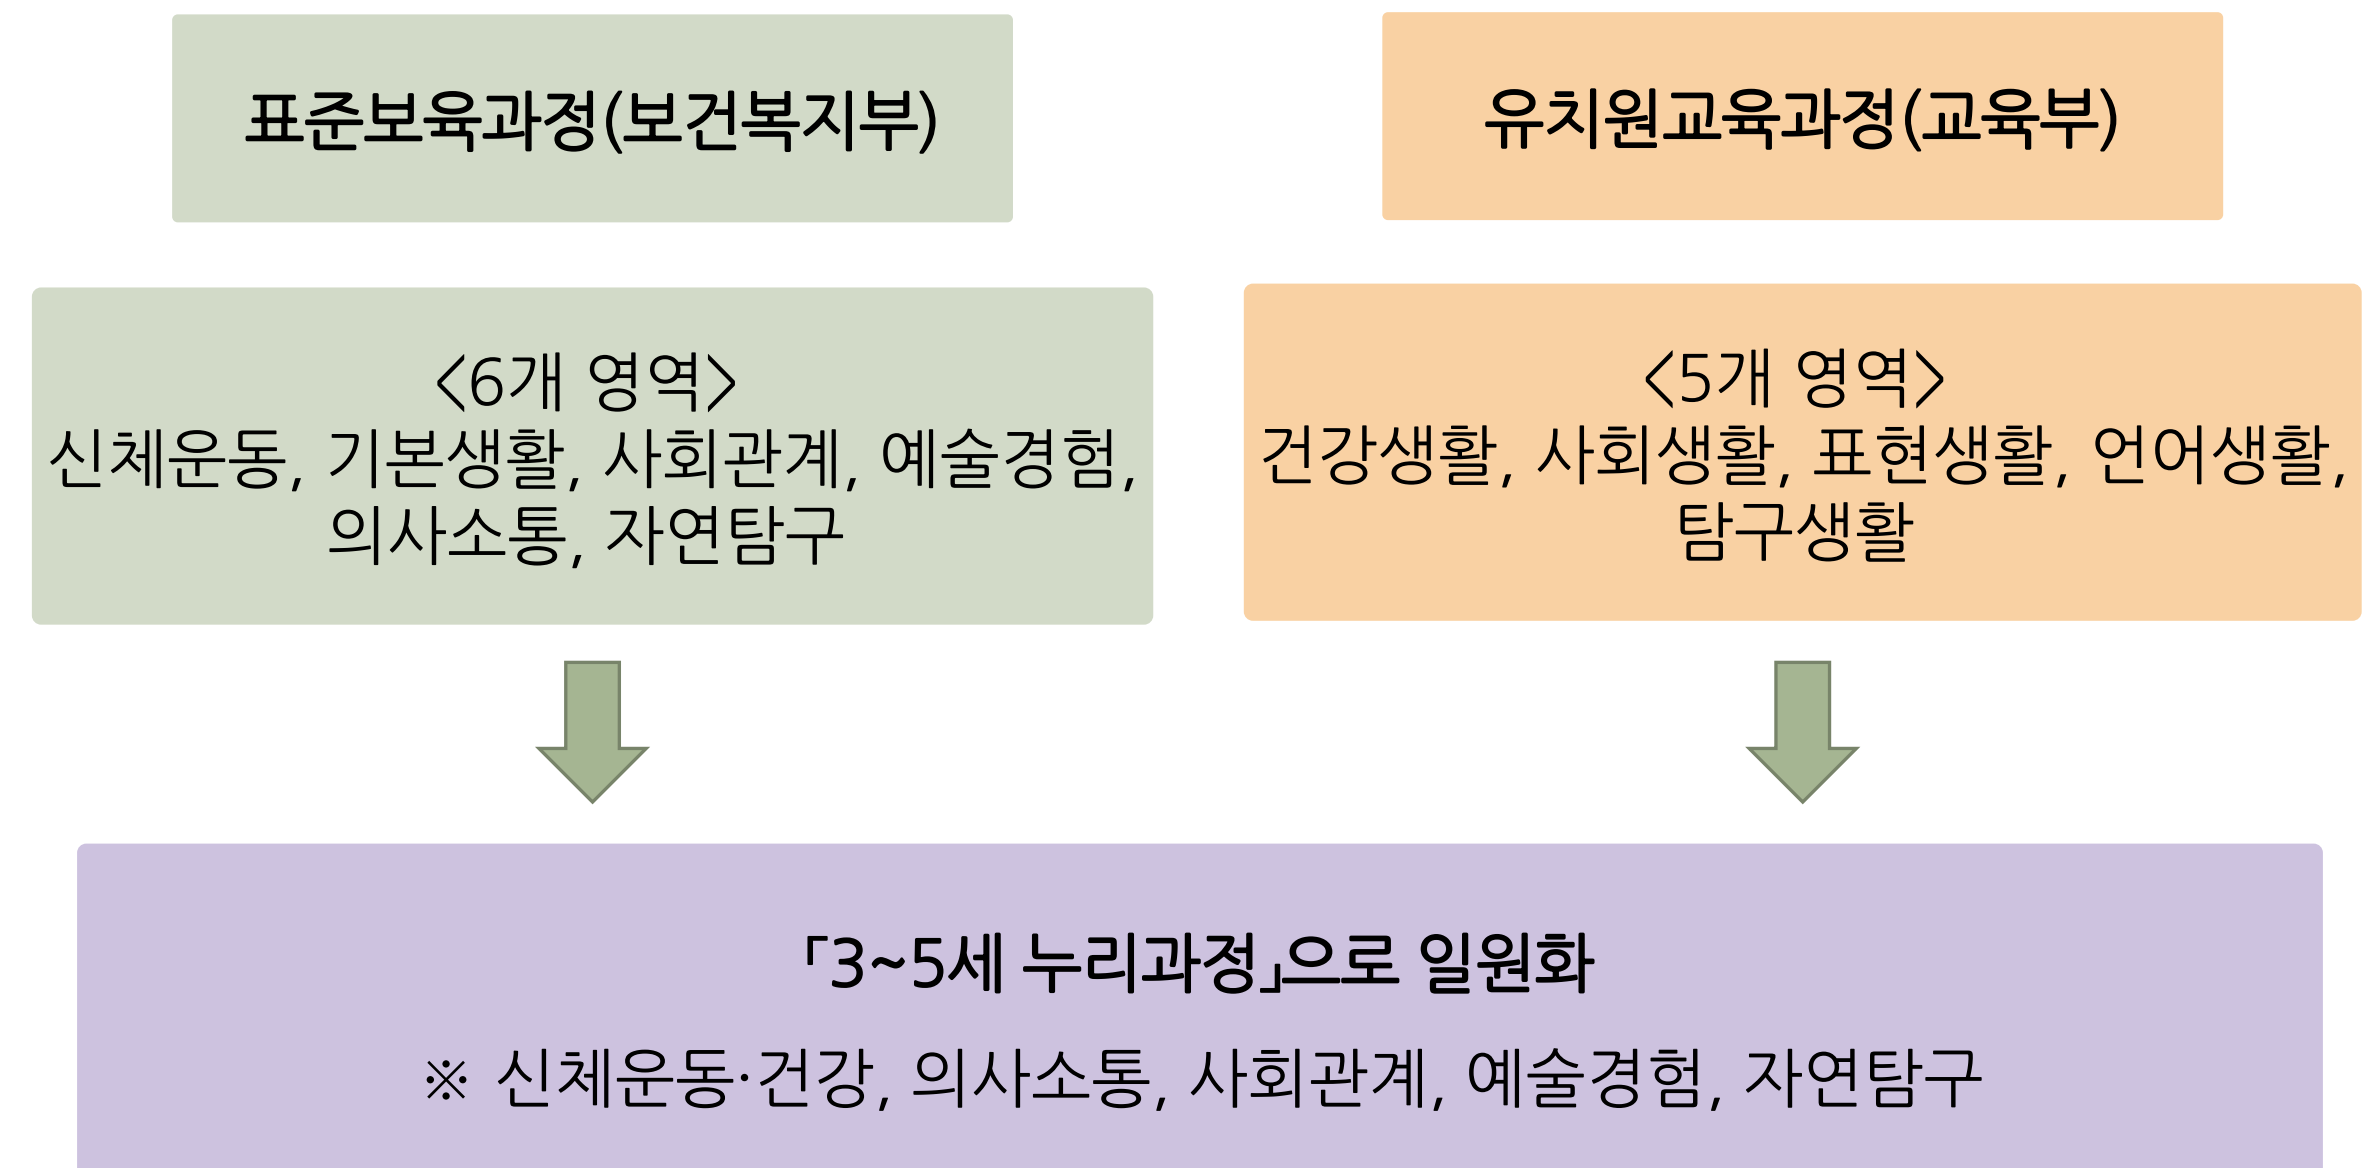 표준보육과정(보건복지부)
유치원교육과정(교육부)
<6개 영역>
신체운동, 기본생활, 사회관계, 예술경험,
의사소통, 자연탐구
<5개 영역>
건강생활, 사회생활, 표현생활, 언어생활,
탐구생활
「3~5세 누리과정」으로 일원화
※ 신체운동·건강, 의사소통, 사회관계, 예술경험, 자연탐구